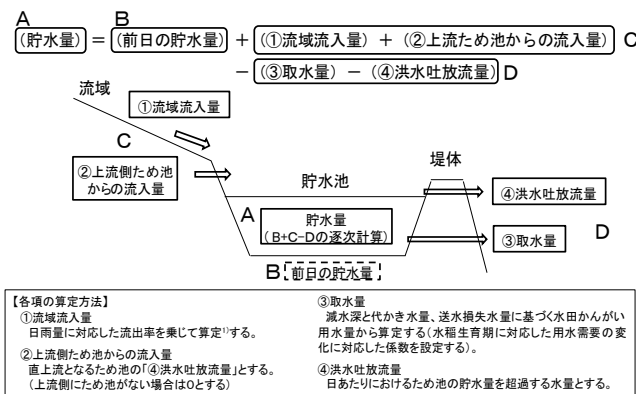 A
B
(貯水量) = (前日の貯水量) + (①流域流入量) + (②上流ため池からの流入量) C
− (③取水量) − (④洪水吐放流量) D
流域
①流域流入量
C
堤体
②上流側ため池
からの流入量
貯水池
④洪水吐放流量
A
貯水量
(B+C-Dの逐次計算)
③取水量
D
B
前日の貯水量
【各項の算定方法】
①流域流入量
日雨量に対応した流出率を乗じて算定1)する。
②上流側ため池からの流入量
直上流となるため池の「④洪水吐放流量」とする。
(上流側にため池がない場合は0とする)
③取水量
減水深と代かき水量、送水損失水量に基づく水田かんがい
用水量から算定する(水稲生育期に対応した用水需要の変
化に対応した係数を設定する)。
④洪水吐放流量
日あたりにおけるため池の貯水量を超過する水量とする。